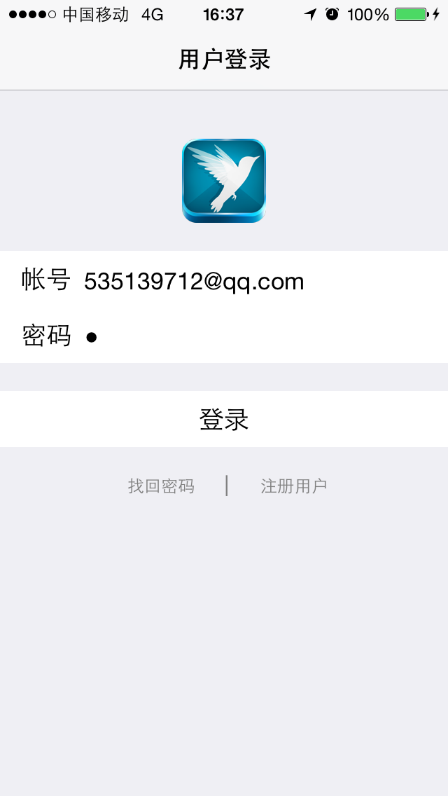 中国移动 4G 16:37 100%
用户登录
帐号 535139712@qq.com
密码 ●
登录
找回密码 | 注册用户